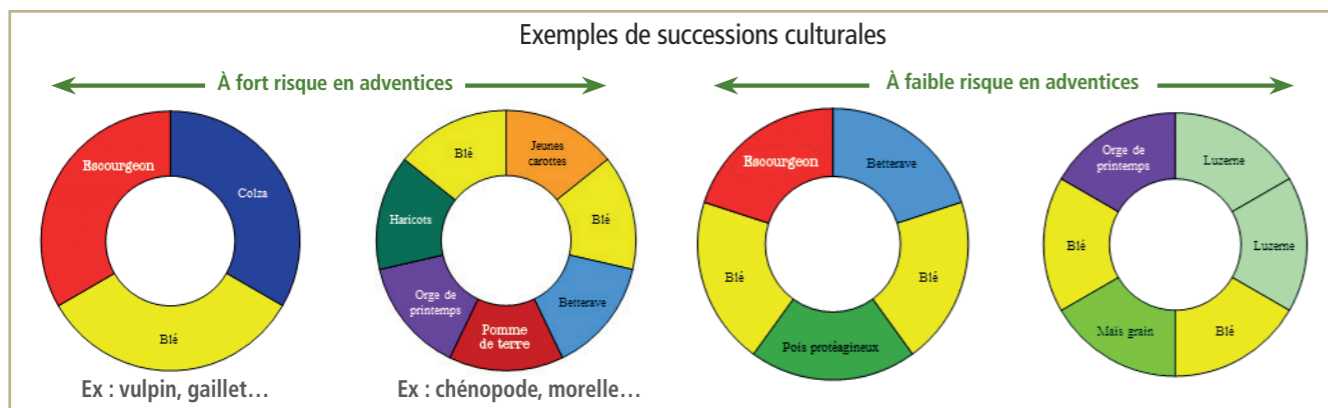 Exemples de successions culturales
À fort risque en adventices
À faible risque en adventices
Escourgeon
Colza
Blé
Ex : vulpin, gaillet…
Blé
Jeunes
carottes
Blé
Betterave
Pomme
de terre
Orge de
printemps
Haricots
Ex : chénopode, morelle…
Escourgeon
Betterave
Blé
Pois protéagineux
Blé
Orge de
printemps
Luzerne
Luzerne
Blé
Maïs grain
Blé